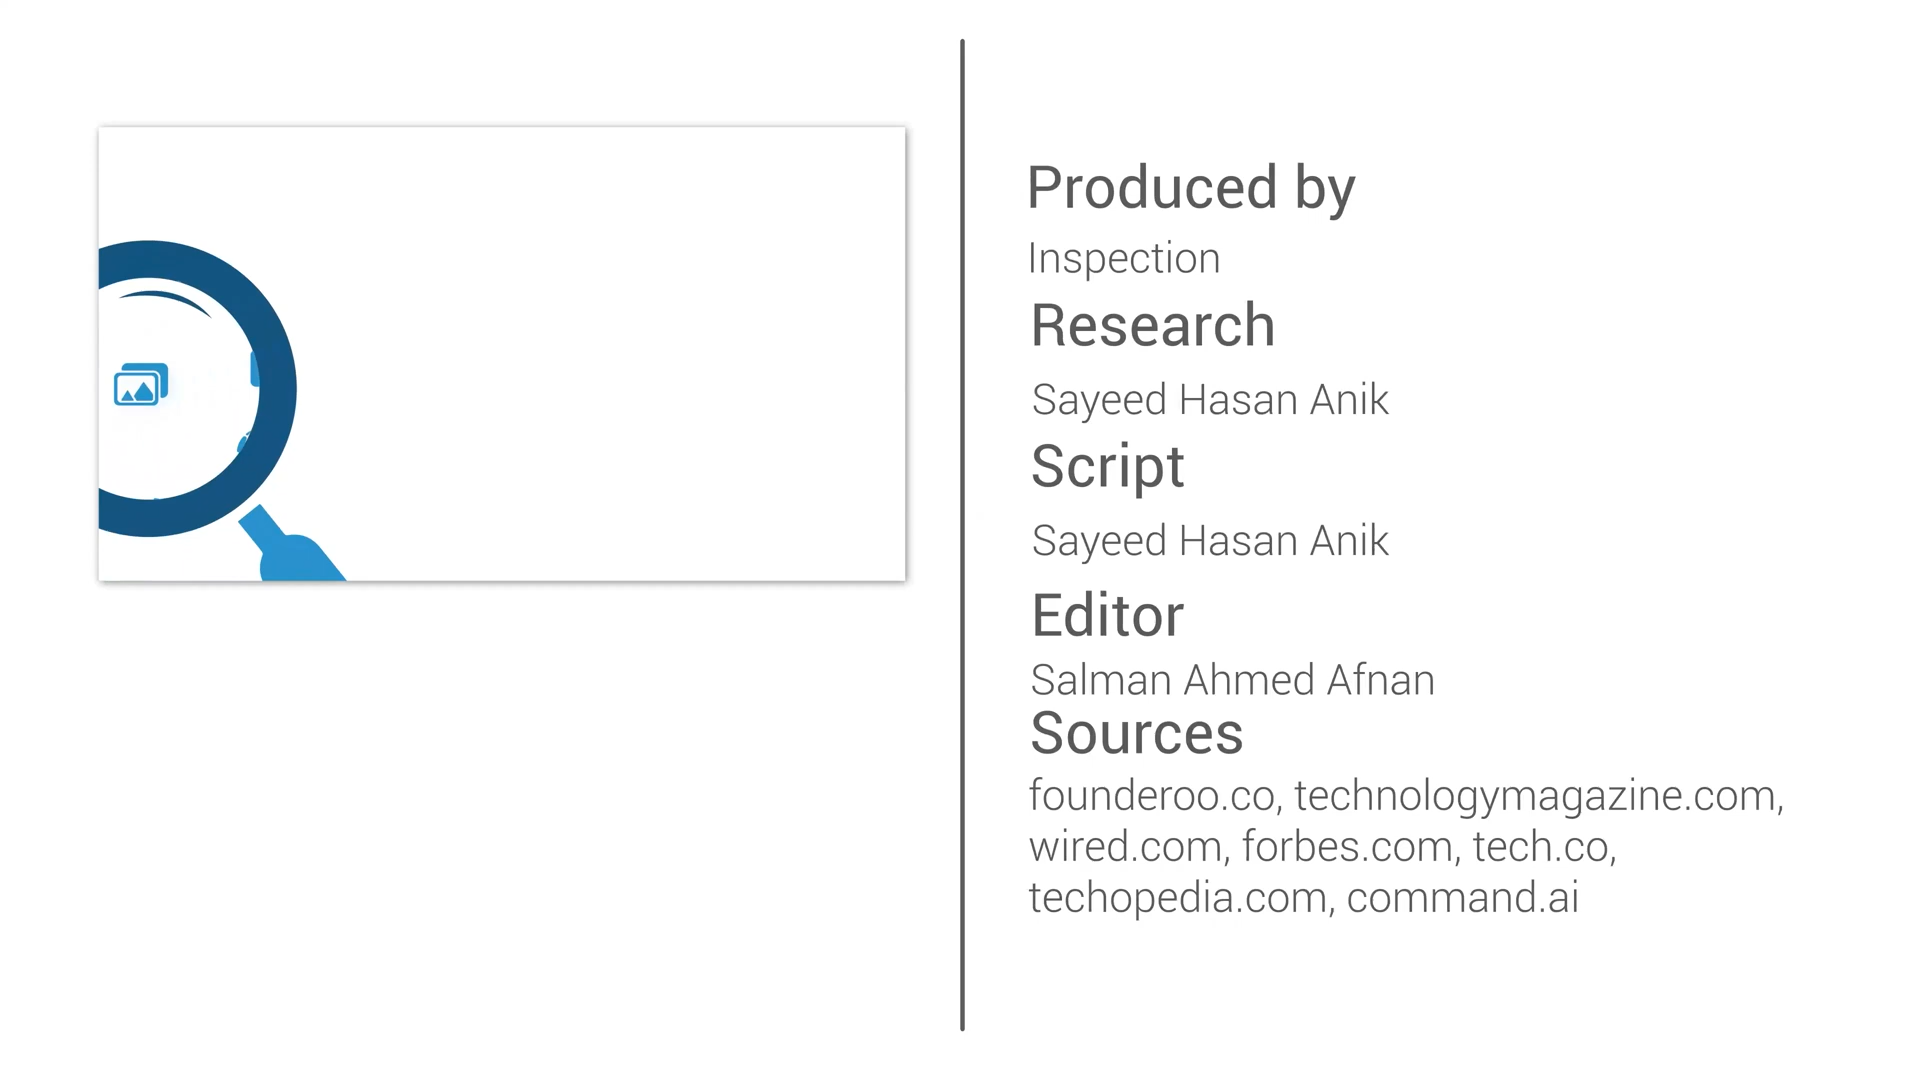 Produced by
Inspection
Research
Sayeed Hasan Anik
Script
Sayeed Hasan Anik
Editor
Salman Ahmed Afnan
Sources
founderoo.co, technologymagazine.com,
wired.com, forbes.com, tech.co,
techopedia.com, command.ai